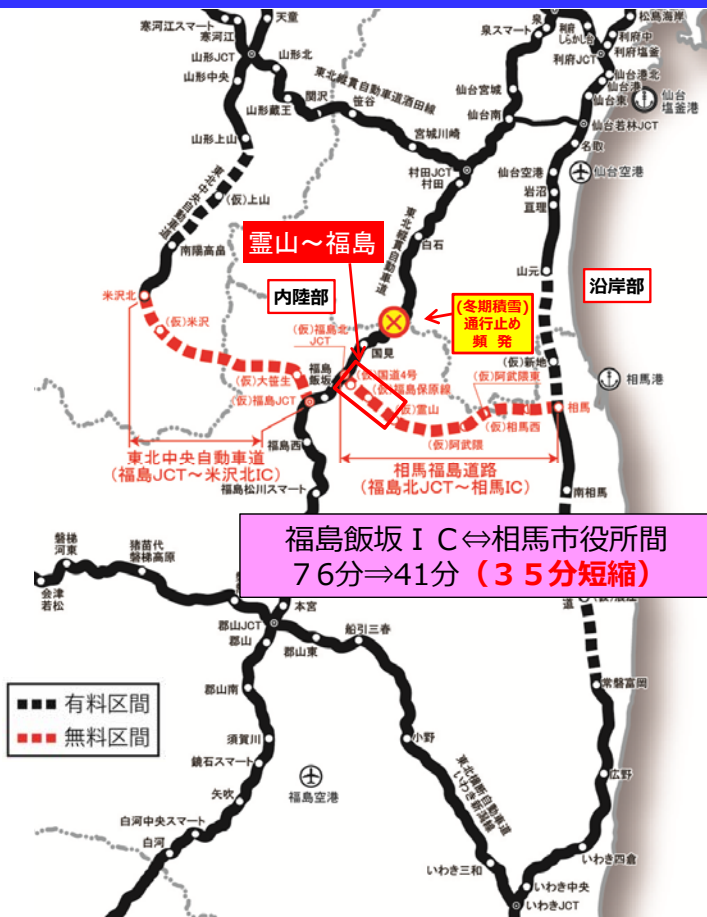 寒河江スマート
寒河江
天童
山形JCT
山形北
山形中央
山形蔵王
関沢
笹谷
東北縦貫自動車道酒田線
宮城川崎
山形上山
東北中央自動車道
(仮)上山
南陽高畠
泉スマート
泉
利府しらかし台
松島海岸
利府中
利府塩釜
利府JCT
仙台港北
仙台港
仙台東
仙台塩釜港
仙台宮城
仙台南
仙台若林JCT
名取
村田JCT
村田
仙台空港
仙台空港
岩沼
亘理
東北縦貫自動車道
白石
山元
霊山～福島
内陸部
沿岸部
米沢北
(仮)米沢
(冬期積雪)
通行止め
頻 発
(仮)福島北
JCT
国見
(仮)新地
福島
飯坂
(仮)大笹生
(仮)国道4号
(仮)福島保原線
(仮)阿武隈東
相馬港
(仮)福島JCT
(仮)霊山
相馬
(仮)相馬西
(仮)阿武隈
福島西
東北中央自動車道
(福島JCT～米沢北IC)
相馬福島道路
(福島北JCT～相馬IC)
福島松川スマート
南相馬
福島飯坂ＩＣ⇔相馬市役所間
７6分⇒41分（３５分短縮）
磐梯
河東
猪苗代
磐梯高原
会津
若松
本宮
道
郡山JCT
郡山
郡山東
船引三春
常磐富岡
有料区間
無料区間
郡山南
須賀川
鏡石スマート
小野
東北横断自動車道
いわき新潟線
福島空港
広野
矢吹
白河中央スマート
白河
いわき三和
いわき四倉
いわき中央
いわきJCT